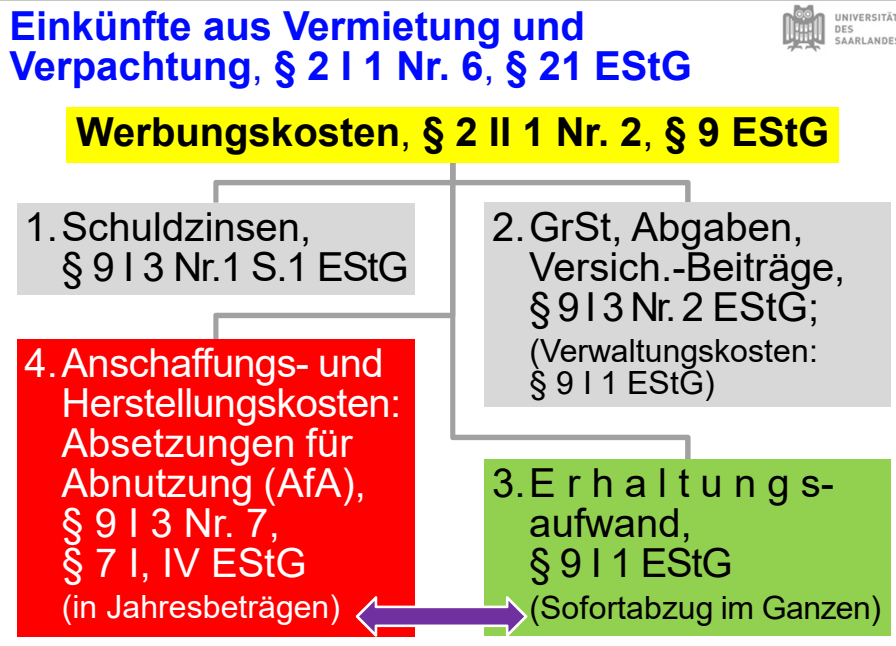 Einkünfte aus Vermietung und
Verpachtung, § 2 I 1 Nr. 6, § 21 EStG
UNIVERSITÄT
DES
SAARLANDES
Werbungskosten, § 2 II 1 Nr. 2, § 9 EStG
1. Schuldzinsen,
§ 9 I 3 Nr.1 S.1 EStG
2. GrSt, Abgaben,
Versich.-Beiträge,
§ 9 I 3 Nr. 2 EStG;
(Verwaltungskosten:
§ 9 I 1 EStG)
4. Anschaffungs- und
Herstellungskosten:
Absetzungen für
Abnutzung (AfA),
§ 9 I 3 Nr. 7,
§ 7 I, IV EStG
(in Jahresbeträgen)
3. E r h a l t u n g s-
aufwand,
§ 9 I 1 EStG
(Sofortabzug im Ganzen)